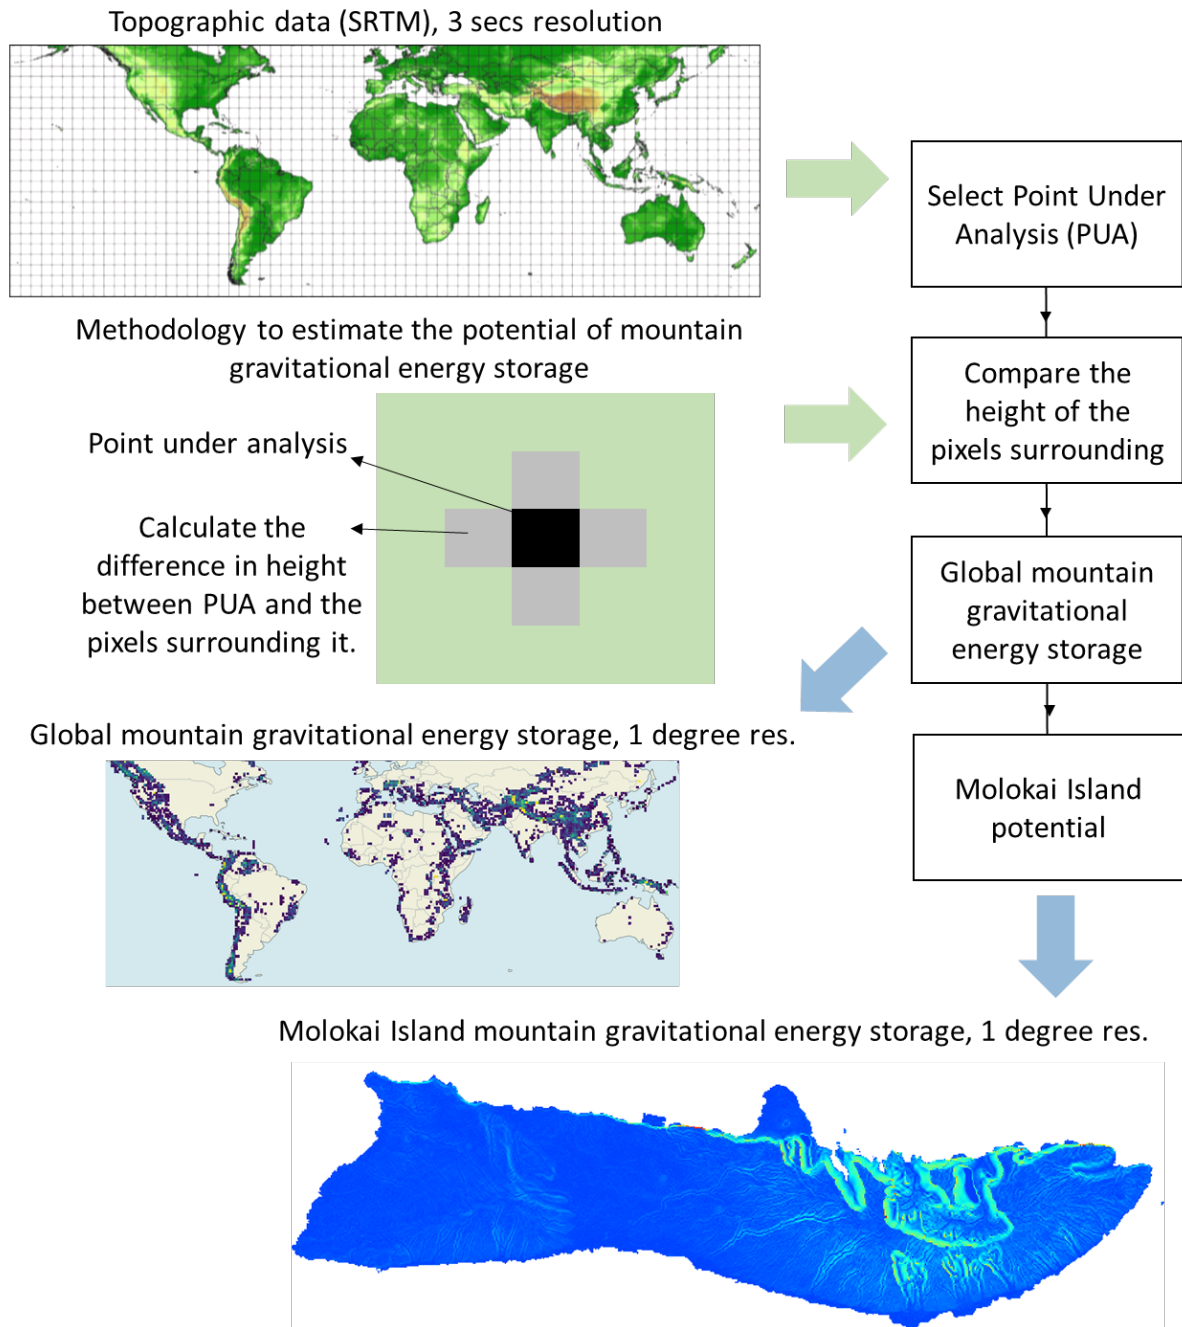 Topographic data (SRTM), 3 secs resolution
Select Point Under
Analysis (PUA)
Methodology to estimate the potential of mountain
gravitational energy storage
Compare the
height of the
pixels surrounding
Point under analysis
Calculate the
difference in height
between PUA and the
pixels surrounding it.
Global mountain
gravitational
energy storage
Global mountain gravitational energy storage, 1 degree res.
Molokai Island
potential
Molokai Island mountain gravitational energy storage, 1 degree res.